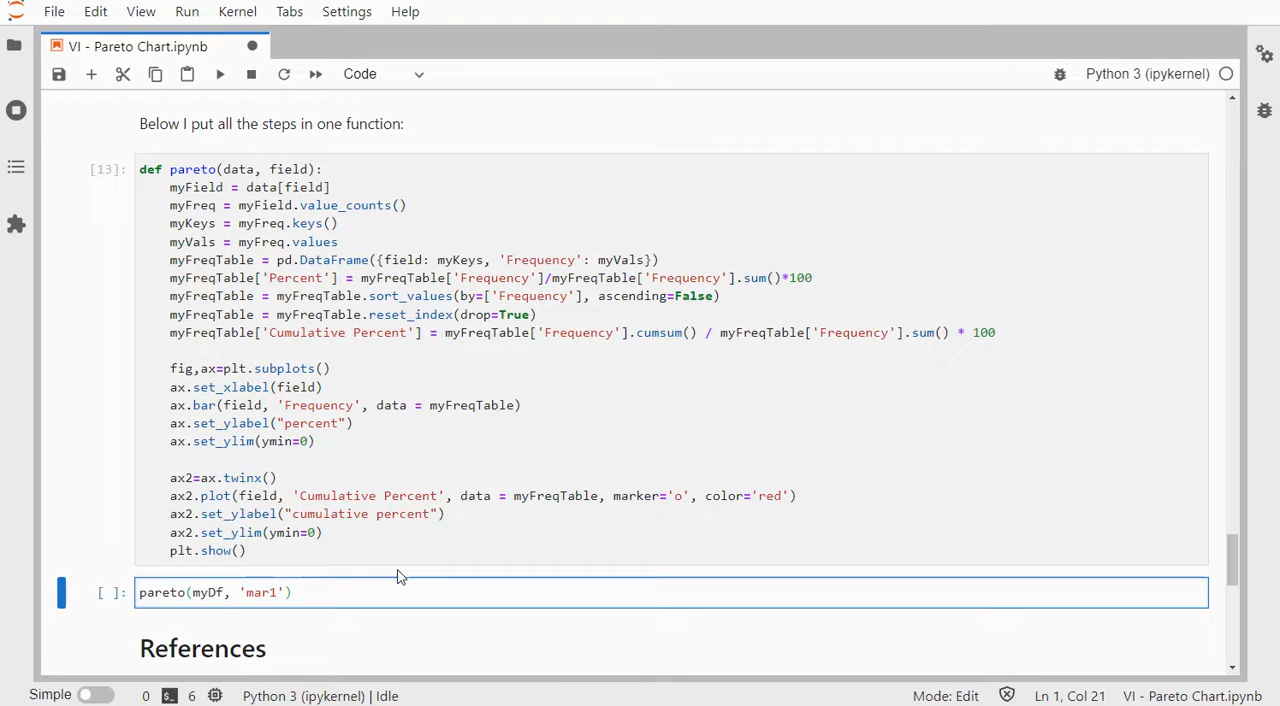 File Edit View Run Kernel Tabs Settings Help
VI - Pareto Chart.ipynb
Code
Python 3 (ipykernel)
Below I put all the steps in one function:
[13]:
def pareto(data, field):
    myField = data[field]
    myFreq = myField.value_counts()
    myKeys = myFreq.keys()
    myVals = myFreq.values
    myFreqTable = pd.DataFrame({field: myKeys, 'Frequency': myVals})
    myFreqTable['Percent'] = myFreqTable['Frequency']/myFreqTable['Frequency'].sum()*100
    myFreqTable = myFreqTable.sort_values(by=['Frequency'], ascending=False)
    myFreqTable = myFreqTable.reset_index(drop=True)
    myFreqTable['Cumulative Percent'] = myFreqTable['Frequency'].cumsum() / myFreqTable['Frequency'].sum() * 100
    fig,ax=plt.subplots()
    ax.set_xlabel(field)
    ax.bar(field, 'Frequency', data = myFreqTable)
    ax.set_ylabel("percent")
    ax.set_ylim(ymin=0)
    ax2=ax.twinx()
    ax2.plot(field, 'Cumulative Percent', data = myFreqTable, marker='o', color='red')
    ax2.set_ylabel("cumulative percent")
    ax2.set_ylim(ymin=0)
    plt.show()
[ ]: pareto(myDf, 'mar1')
References
Simple 0 $_ 6 Python 3 (ipykernel) | Idle Mode: Edit Ln 1, Col 21 VI - Pareto Chart.ipynb